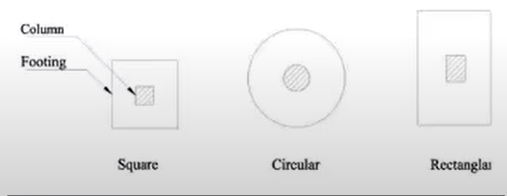 Column
Footing
Square
Circular
Rectangla